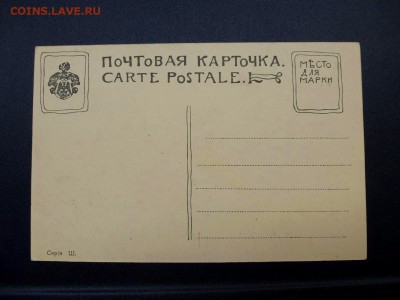 COINS.LAVE.RU
ПОЧТОВАЯ КАРТОЧКА.
CARTE POSTALE.
МѢСТО
ДЛЯ
МАРКИ
Серія Ш.